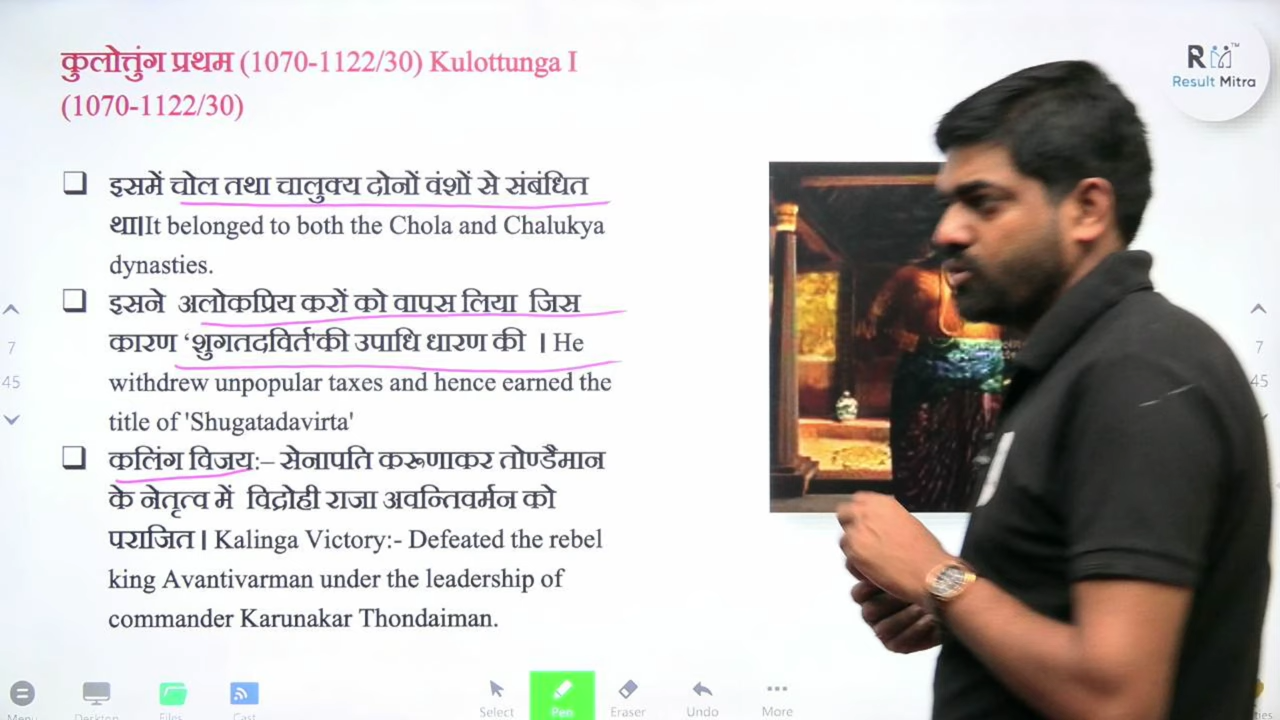 कुलोत्तुंग प्रथम (1070-1122/30) Kulottunga I
(1070-1122/30)
इसमें चोल तथा चालुक्य दोनों वंशों से संबंधित
था।It belonged to both the Chola and Chalukya
dynasties.
इसने अलोकप्रिय करों को वापस लिया जिस
कारण ‘शुगतदविर्त'की उपाधि धारण की । He
withdrew unpopular taxes and hence earned the
title of 'Shugatadavirta'
कलिंग विजय:– सेनापति करूणाकर तोण्डैमान
के नेतृत्व में विद्रोही राजा अवन्तिवर्मन को
पराजित। Kalinga Victory:- Defeated the rebel
king Avantivarman under the leadership of
commander Karunakar Thondaiman.
RM™
Result Mitra
7
45
7
45
Menu
Desktop
Files
Cast
Select
Pen
Eraser
Undo
More